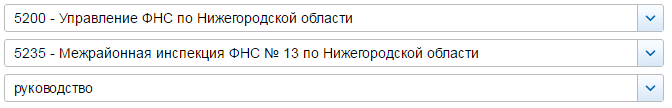 5200 - Управление ФНС по Нижегородской области
5235 - Межрайонная инспекция ФНС № 13 по Нижегородской области
руководство